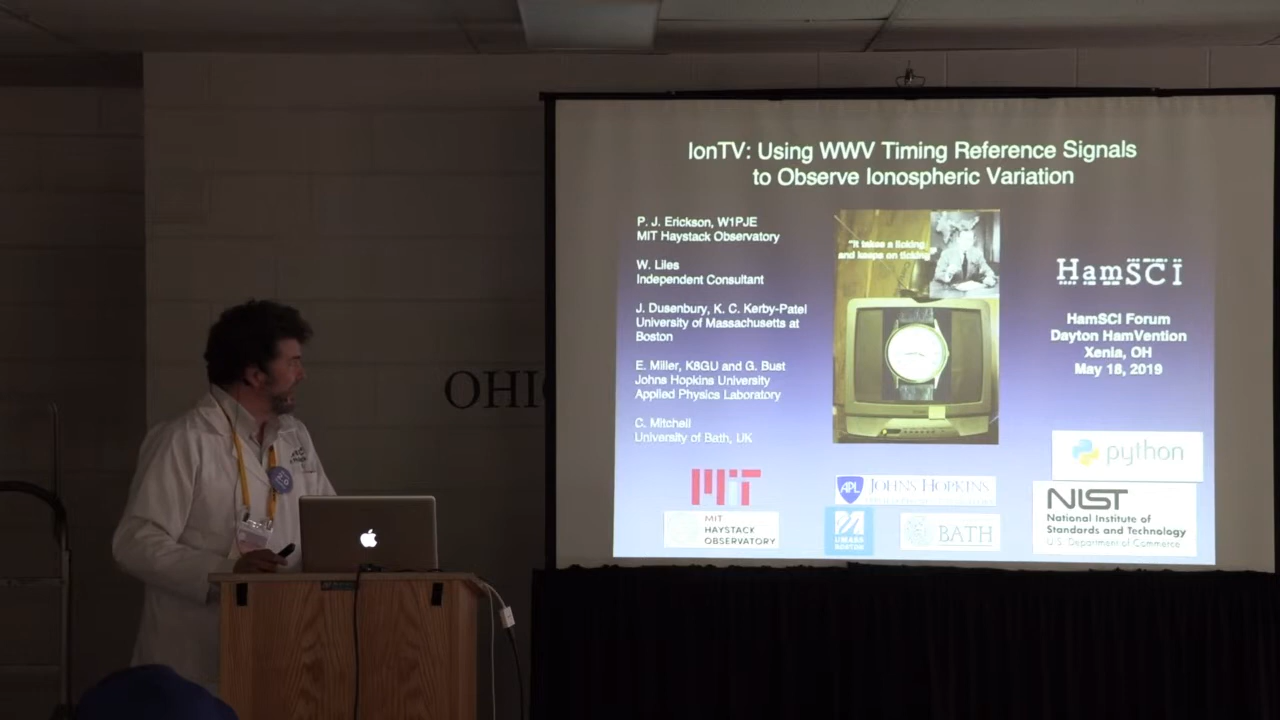 IonTV: Using WWV Timing Reference Signals
to Observe Ionospheric Variation
P. J. Erickson, W1PJE
MIT Haystack Observatory
W. Liles
Independent Consultant
J. Dusenbury, K. C. Kerby-Patel
University of Massachusetts at
Boston
E. Miller, K8GU and G. Bust
Johns Hopkins University
Applied Physics Laboratory
C. Mitchell
University of Bath, UK
"It takes a licking
and keeps on ticking"
HamSCI
HamSCI Forum
Dayton HamVention
Xenia, OH
May 18, 2019
python
MIT
MIT
HAYSTACK
OBSERVATORY
APL JOHNS HOPKINS
UMASS
BOSTON
BATH
NIST
National Institute of
Standards and Technology
U.S. Department of Commerce
OHI